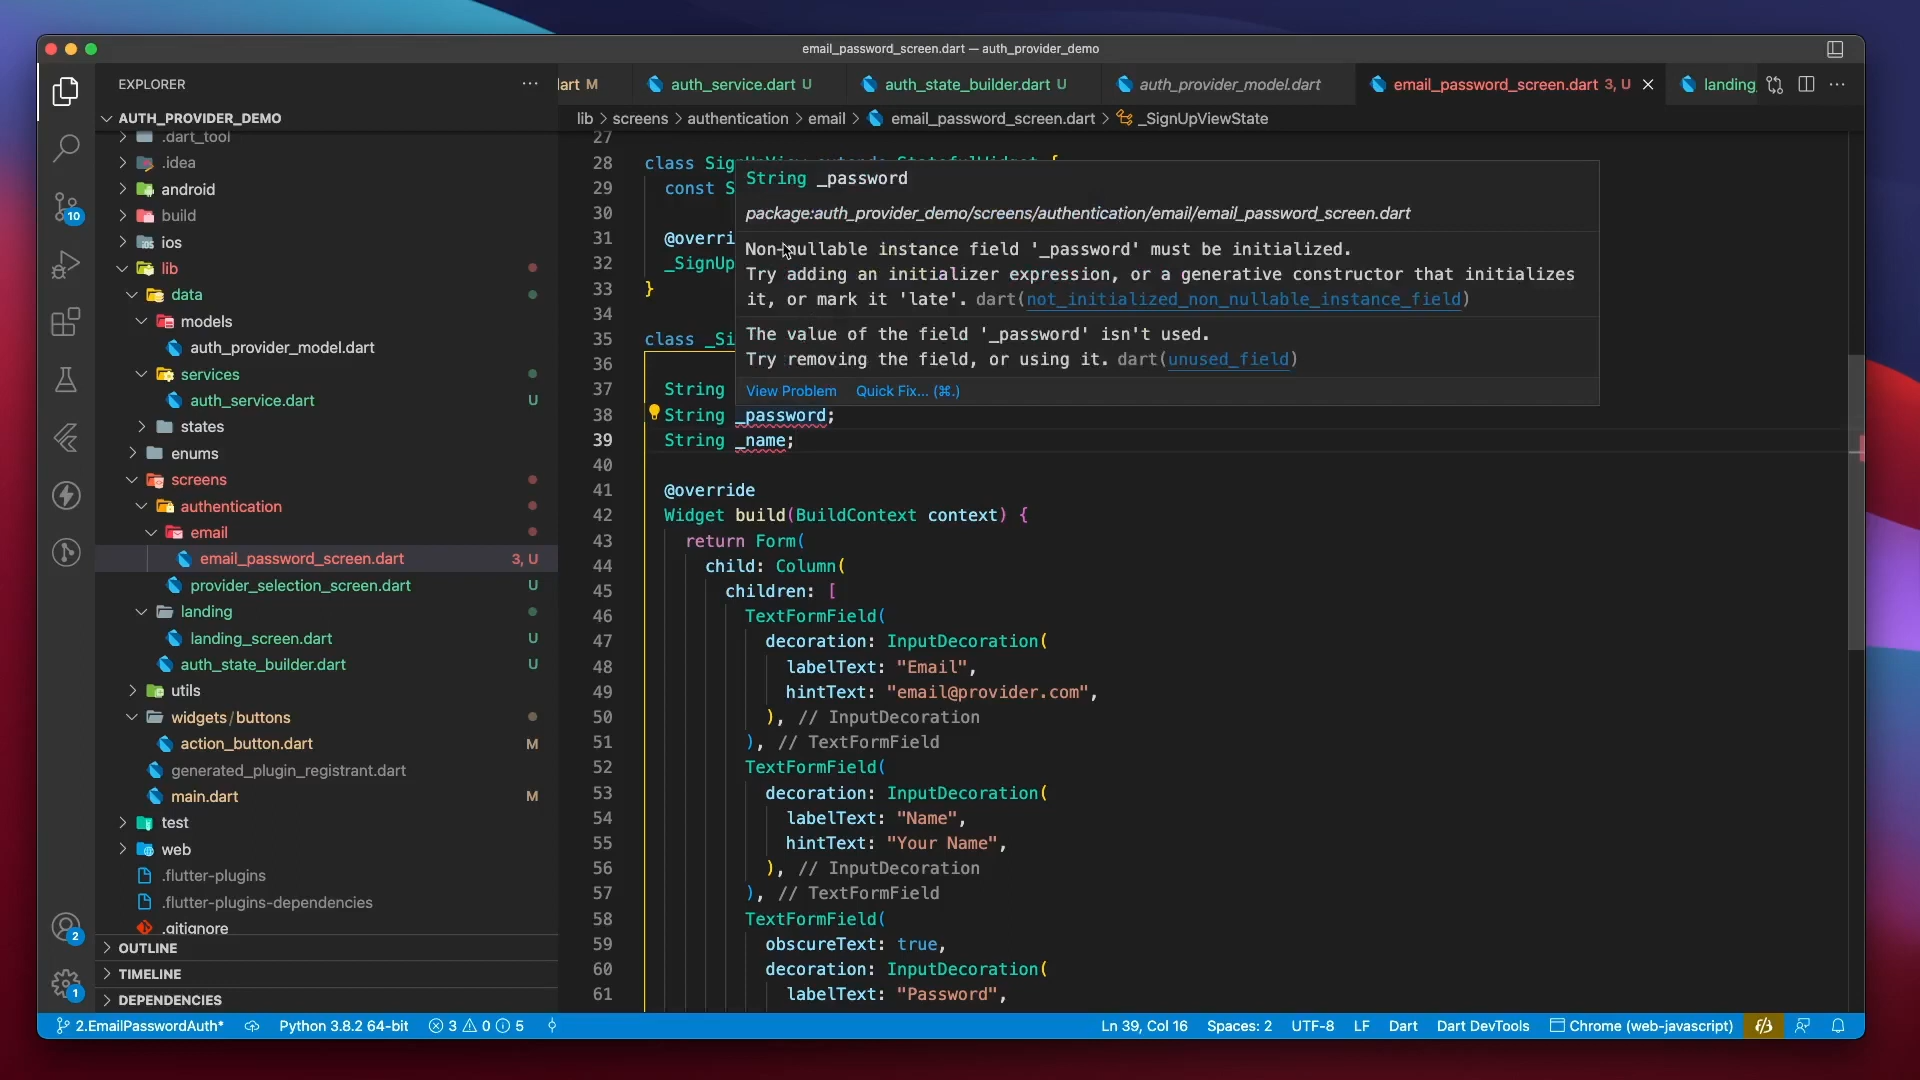 email_password_screen.dart — auth_provider_demo
EXPLORER
AUTH_PROVIDER_DEMO
.dart_tool
.idea
android
build
ios
lib
data
models
auth_provider_model.dart
services
auth_service.dart U
states
enums
screens
authentication
email
email_password_screen.dart 3, U
provider_selection_screen.dart U
landing
landing_screen.dart U
auth_state_builder.dart U
utils
widgets/buttons
action_button.dart M
generated_plugin_registrant.dart
main.dart M
test
web
.flutter-plugins
.flutter-plugins-dependencies
.gitignore
OUTLINE
TIMELINE
DEPENDENCIES
10
2
1
art M
auth_service.dart U
auth_state_builder.dart U
auth_provider_model.dart
email_password_screen.dart 3, U
landing
lib > screens > authentication > email > email_password_screen.dart > _SignUpViewState
27
28 class SignUpView extends StatefulWidget {
29 const S
30
31 @overri
32 _SignUp
33 }
34
35 class _Si
36
37 String
38 String _password;
39 String _name;
40
41 @override
42 Widget build(BuildContext context) {
43 return Form(
44 child: Column(
45 children: [
46 TextFormField(
47 decoration: InputDecoration(
48 labelText: "Email",
49 hintText: "email@provider.com",
50 ), // InputDecoration
51 ), // TextFormField
52 TextFormField(
53 decoration: InputDecoration(
54 labelText: "Name",
55 hintText: "Your Name",
56 ), // InputDecoration
57 ), // TextFormField
58 TextFormField(
59 obscureText: true,
60 decoration: InputDecoration(
61 labelText: "Password",
String _password
package:auth_provider_demo/screens/authentication/email/email_password_screen.dart
Non-nullable instance field '_password' must be initialized.
Try adding an initializer expression, or a generative constructor that initializes
it, or mark it 'late'. dart(not_initialized_non_nullable_instance_field)
The value of the field '_password' isn't used.
Try removing the field, or using it. dart(unused_field)
View Problem Quick Fix... (⌘.)
2.EmailPasswordAuth* Python 3.8.2 64-bit 3 0 5 Ln 39, Col 16 Spaces: 2 UTF-8 LF Dart Dart DevTools Chrome (web-javascript)